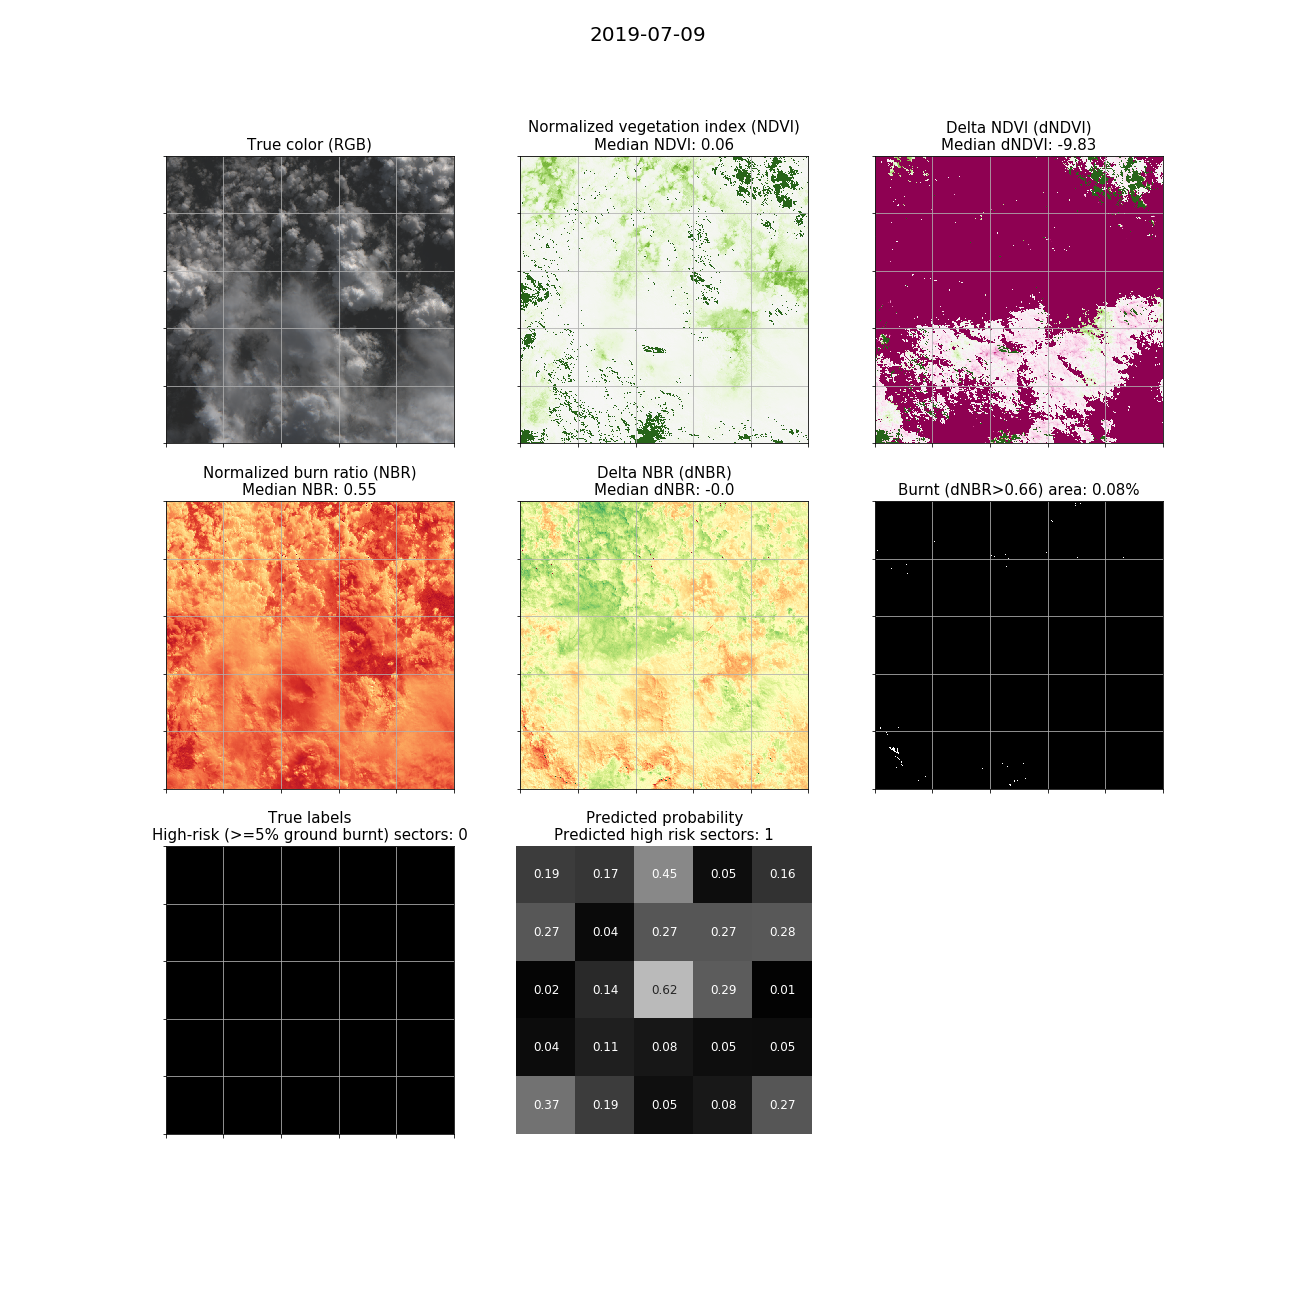 2019-07-09
True color (RGB)
Normalized vegetation index (NDVI)
Median NDVI: 0.06
Delta NDVI (dNDVI)
Median dNDVI: -9.83
Normalized burn ratio (NBR)
Median NBR: 0.55
Delta NBR (dNBR)
Median dNBR: -0.0
Burnt (dNBR>0.66) area: 0.08%
True labels
High-risk (>=5% ground burnt) sectors: 0
Predicted probability
Predicted high risk sectors: 1
0.19 0.17 0.45 0.05 0.16
0.27 0.04 0.27 0.27 0.28
0.02 0.14 0.62 0.29 0.01
0.04 0.11 0.08 0.05 0.05
0.37 0.19 0.05 0.08 0.27